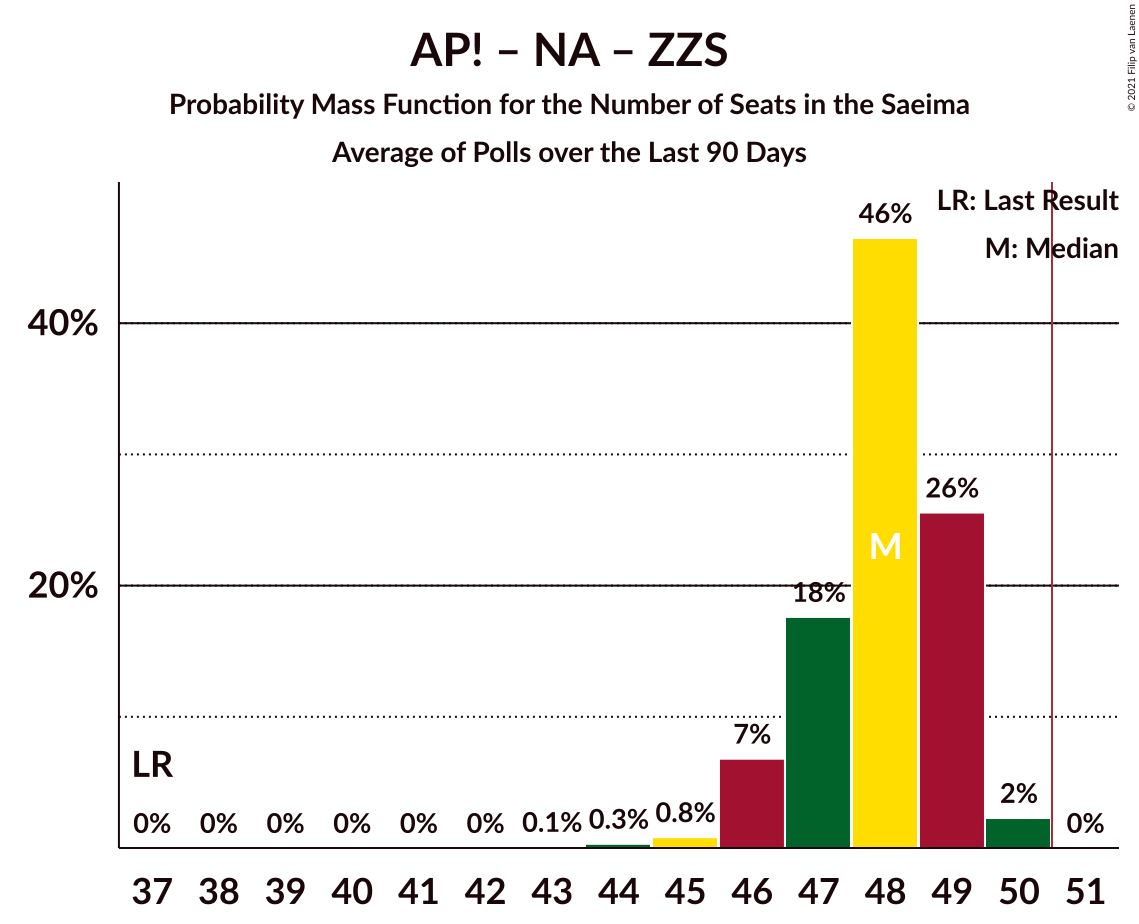 AP! – NA – ZZS
Probability Mass Function for the Number of Seats in the Saeima
Average of Polls over the Last 90 Days
© 2021 Filip van Laenen
LR: Last Result
M: Median
40%
20%
46%
26%
M
18%
7%
LR
2%
0% 0% 0% 0% 0% 0% 0.1% 0.3% 0.8% 0%
37 38 39 40 41 42 43 44 45 46 47 48 49 50 51